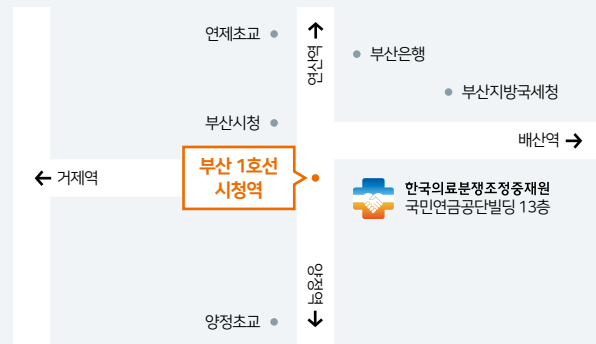 연제초교
연산역
부산은행
부산지방국세청
부산시청
배산역
거제역
부산 1호선
시청역
한국의료분쟁조정중재원
국민연금공단빌딩 13층
양정역
양정초교